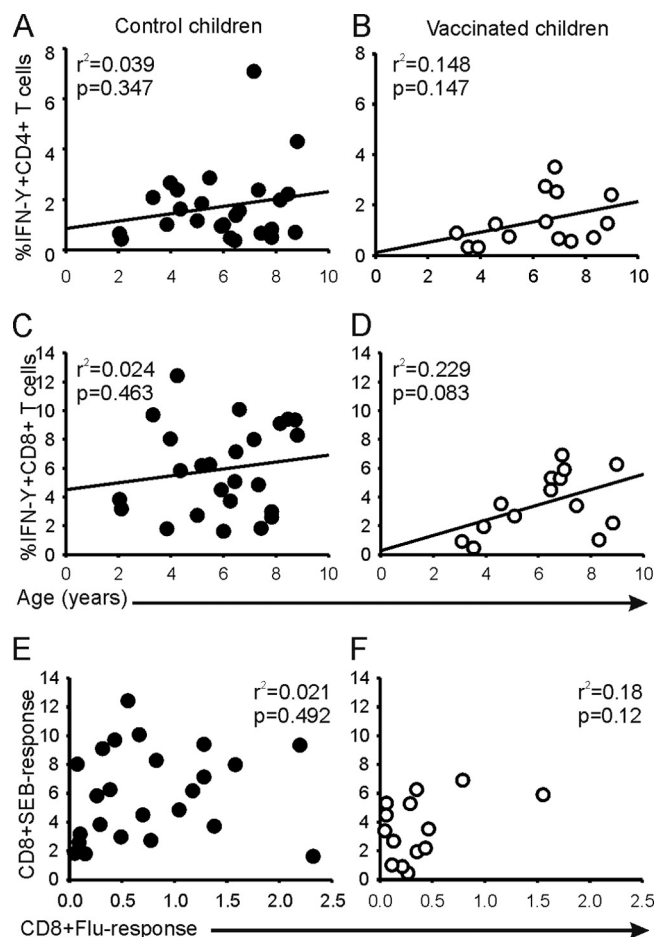 A Control children
B Vaccinated children
%IFN-Y+CD4+ T cells
8
6
4
2
0
r²=0.039
p=0.347
0 2 4 6 8 10
8
6
4
2
0
r²=0.148
p=0.147
0 2 4 6 8 10
C
D
%IFN-Y+CD8+ T cells
14
12
10
8
6
4
2
0
r²=0.024
p=0.463
0 2 4 6 8 10
14
12
10
8
6
4
2
0
r²=0.229
p=0.083
0 2 4 6 8 10
Age (years)
E
F
CD8+SEB-response
14
12
10
8
6
4
2
0
r²=0.021
p=0.492
0.0 0.5 1.0 1.5 2.0 2.5
14
12
10
8
6
4
2
0
r²=0.18
p=0.12
0.0 0.5 1.0 1.5 2.0 2.5
CD8+Flu-response